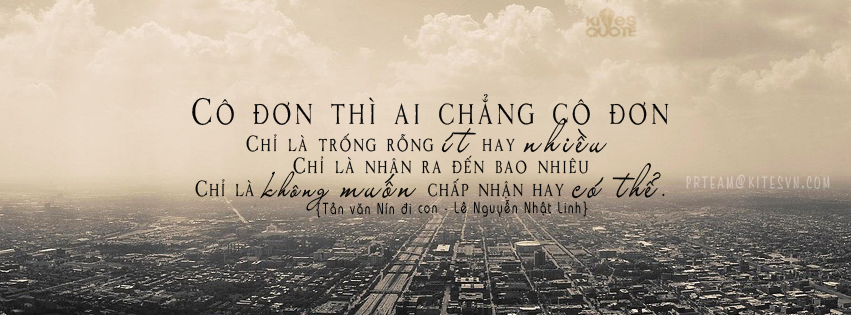 KITES
QUOTE
CÔ ĐƠN THÌ AI CHẲNG CÔ ĐƠN
CHỈ LÀ TRỐNG RỖNG ít HAY nhiều
CHỈ LÀ NHẬN RA ĐẾN BAO NHIÊU
CHỈ LÀ không muốn CHẤP NHẬN HAY có thể.
PRTEAM@KITESVN.COM
{Tản văn Nín đi con - Lê Nguyễn Nhật Linh}